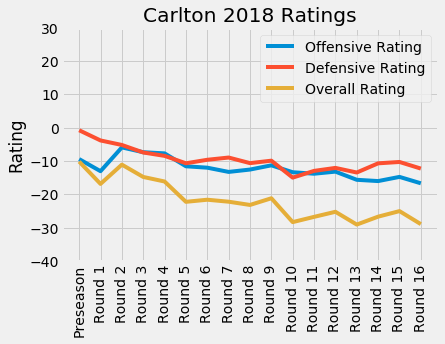 Carlton 2018 Ratings
Offensive Rating
Defensive Rating
Overall Rating
Rating
30
20
10
0
−10
−20
−30
−40
Preseason
Round 1
Round 2
Round 3
Round 4
Round 5
Round 6
Round 7
Round 8
Round 9
Round 10
Round 11
Round 12
Round 13
Round 14
Round 15
Round 16